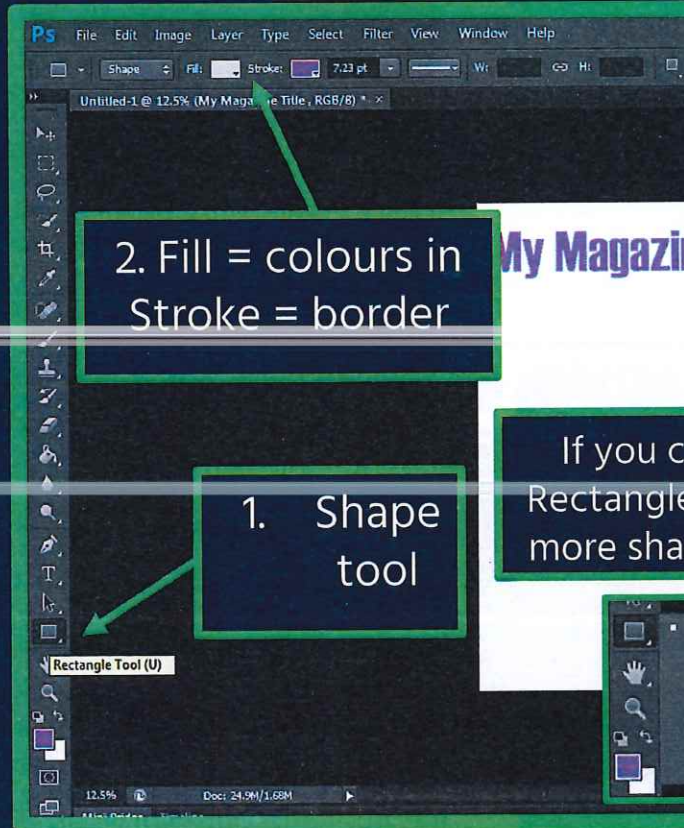 Ps File Edit Image Layer Type Select Filter View Window Help
Shape Fill: Stroke: 7.23 pt W: H:
Untitled-1 @ 12.5% (My Magazine Title, RGB/8) * ×
2. Fill = colours in
Stroke = border
My Magazin
If you c
Rectangle
more sha
1. Shape
tool
Rectangle Tool (U)
12.5% Doc: 24.9M/1.68M